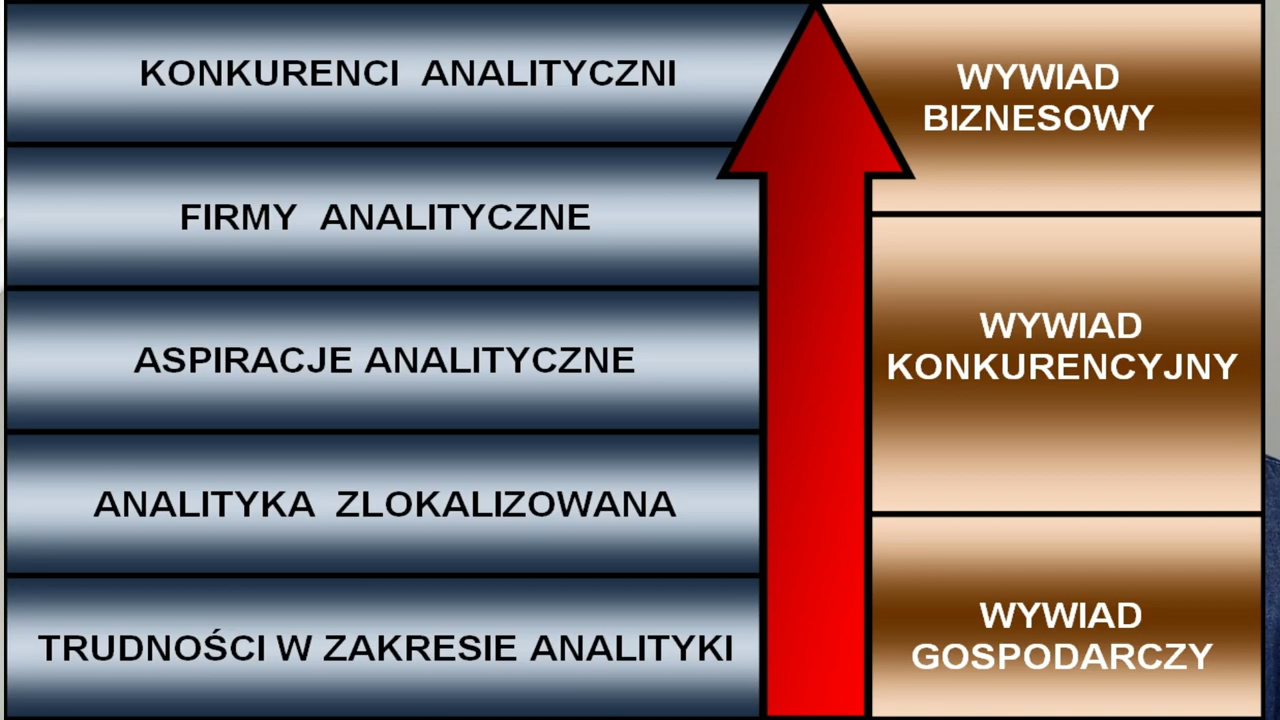 KONKURENCI ANALITYCZNI
FIRMY ANALITYCZNE
ASPIRACJE ANALITYCZNE
ANALITYKA ZLOKALIZOWANA
TRUDNOŚCI W ZAKRESIE ANALITYKI
WYWIAD
BIZNESOWY
WYWIAD
KONKURENCYJNY
WYWIAD
GOSPODARCZY